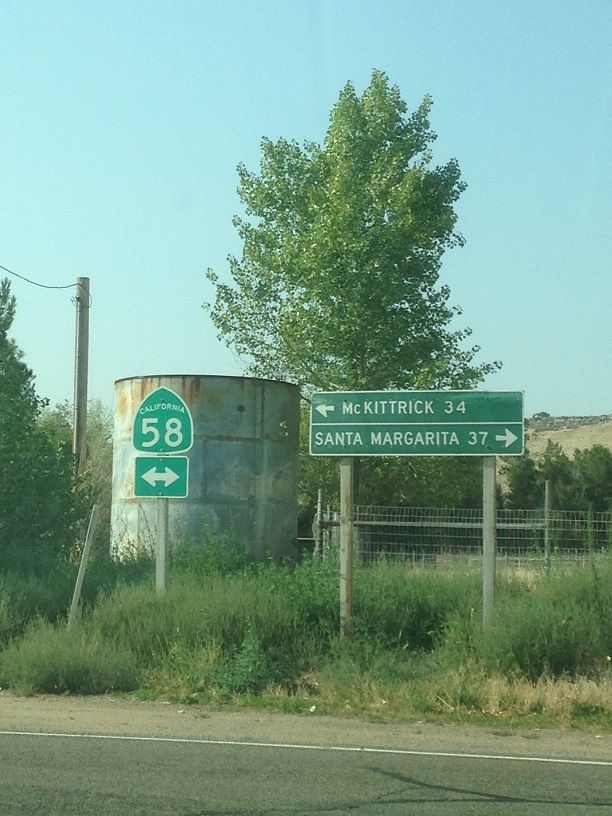 CALIFORNIA
58
McKITTRICK 34
SANTA MARGARITA 37